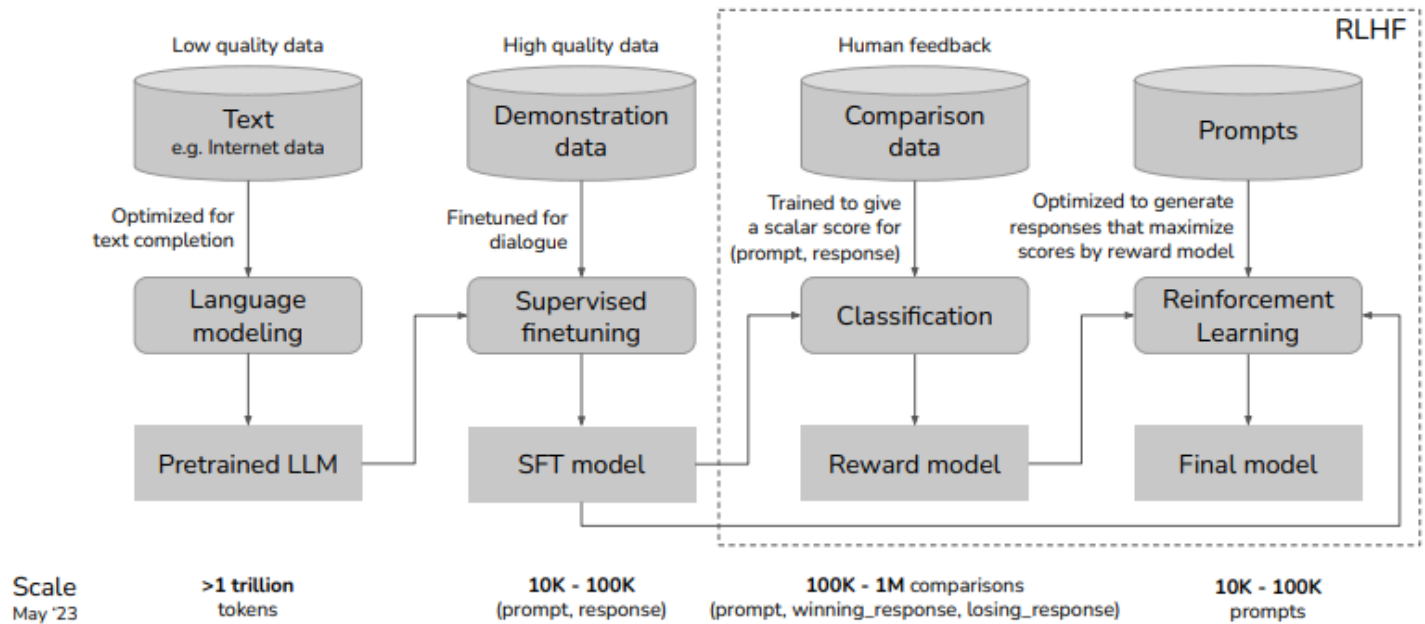 RLHF
Low quality data
Text
e.g. Internet data
Optimized for
text completion
Language
modeling
Pretrained LLM
High quality data
Demonstration
data
Finetuned for
dialogue
Supervised
finetuning
SFT model
Human feedback
Comparison
data
Trained to give
a scalar score for
(prompt, response)
Classification
Reward model
Prompts
Optimized to generate
responses that maximize
scores by reward model
Reinforcement
Learning
Final model
Scale
May ‘23
>1 trillion
tokens
10K - 100K
(prompt, response)
100K - 1M comparisons
(prompt, winning_response, losing_response)
10K - 100K
prompts